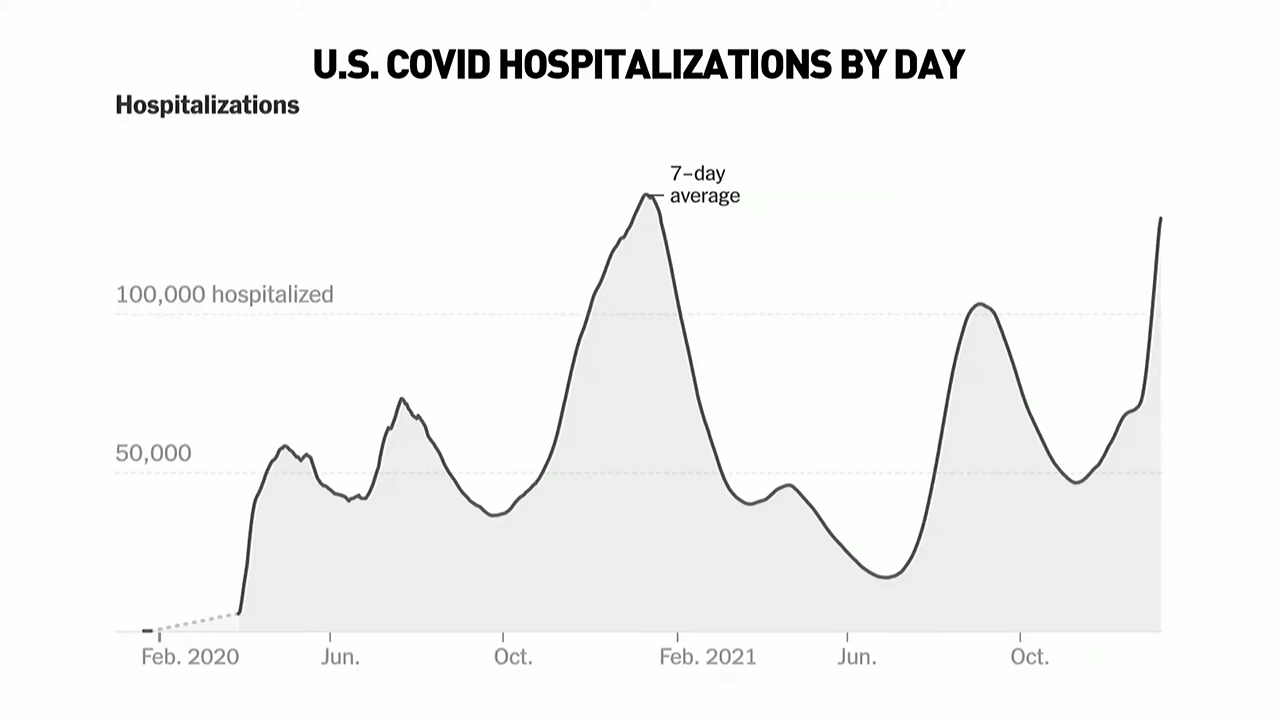 U.S. COVID HOSPITALIZATIONS BY DAY
Hospitalizations
7–day
average
100,000 hospitalized
50,000
Feb. 2020 Jun. Oct. Feb. 2021 Jun. Oct.